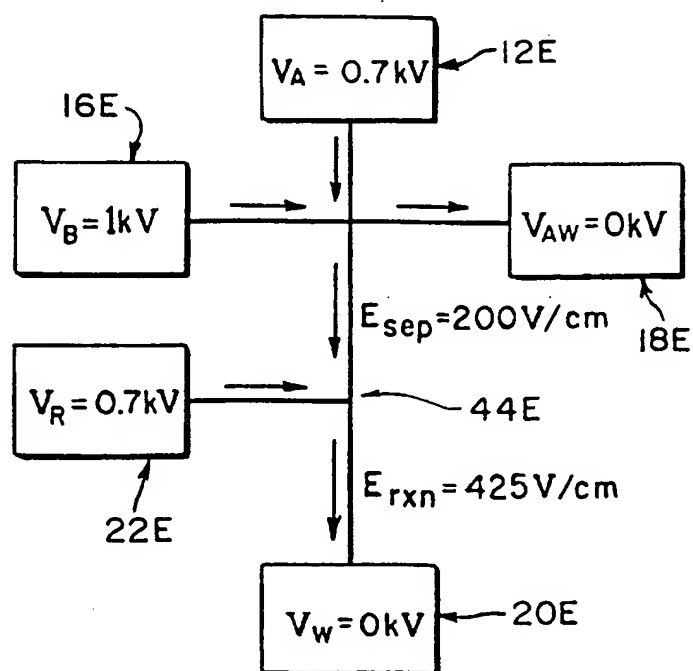 V_A = 0.7kV
12E
16E
V_B = 1kV
V_AW = 0kV
18E
E_sep = 200V/cm
V_R = 0.7kV
44E
22E
E_rxn = 425V/cm
V_W = 0kV
20E